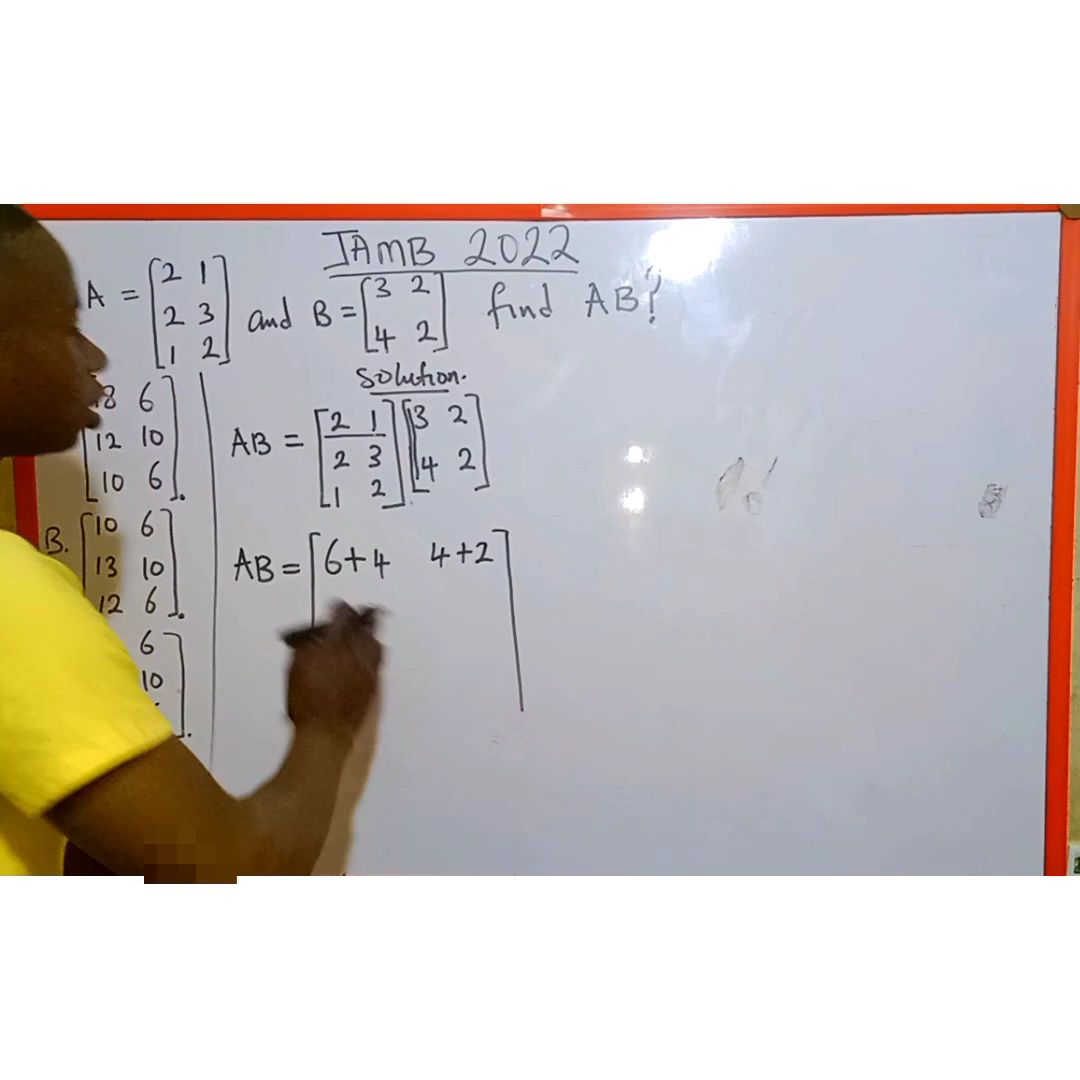 JAMB 2022
A = [2 1
2 3
1 2] and B = [3 2
4 2] find AB?
solution.
8 6
12 10
10 6].
B. [10 6
13 10
12 6].
6
10
].
AB = [2 1
2 3
1 2] [3 2
4 2]
AB = [6+4 4+2]